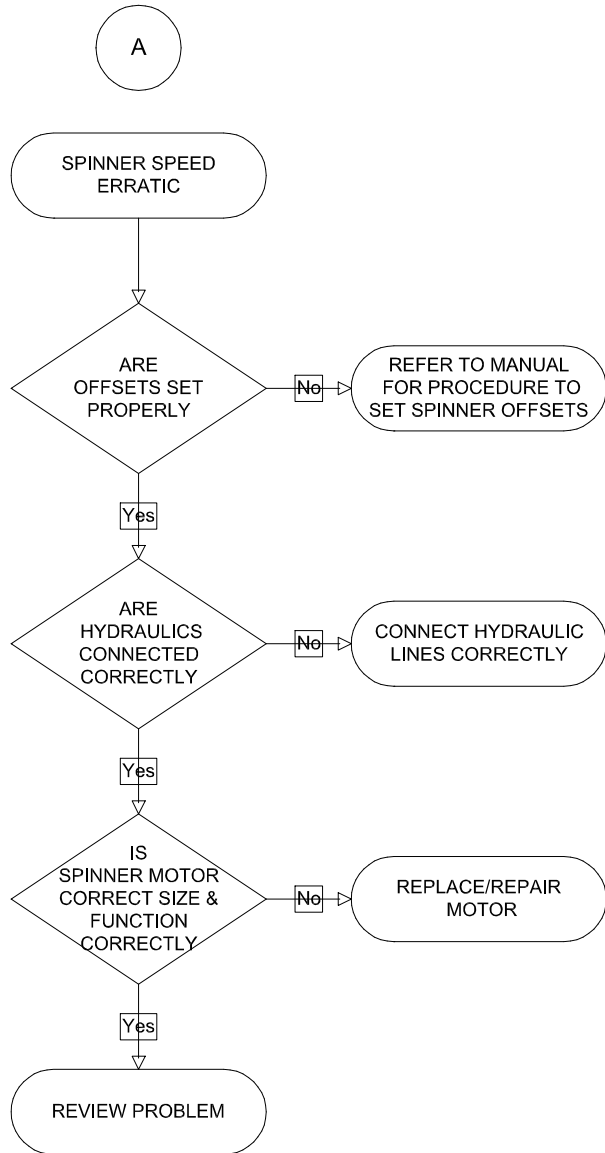 A
SPINNER SPEED
ERRATIC
ARE
OFFSETS SET
PROPERLY
No
REFER TO MANUAL
FOR PROCEDURE TO
SET SPINNER OFFSETS
Yes
ARE
HYDRAULICS
CONNECTED
CORRECTLY
No
CONNECT HYDRAULIC
LINES CORRECTLY
Yes
IS
SPINNER MOTOR
CORRECT SIZE &
FUNCTION
CORRECTLY
No
REPLACE/REPAIR
MOTOR
Yes
REVIEW PROBLEM